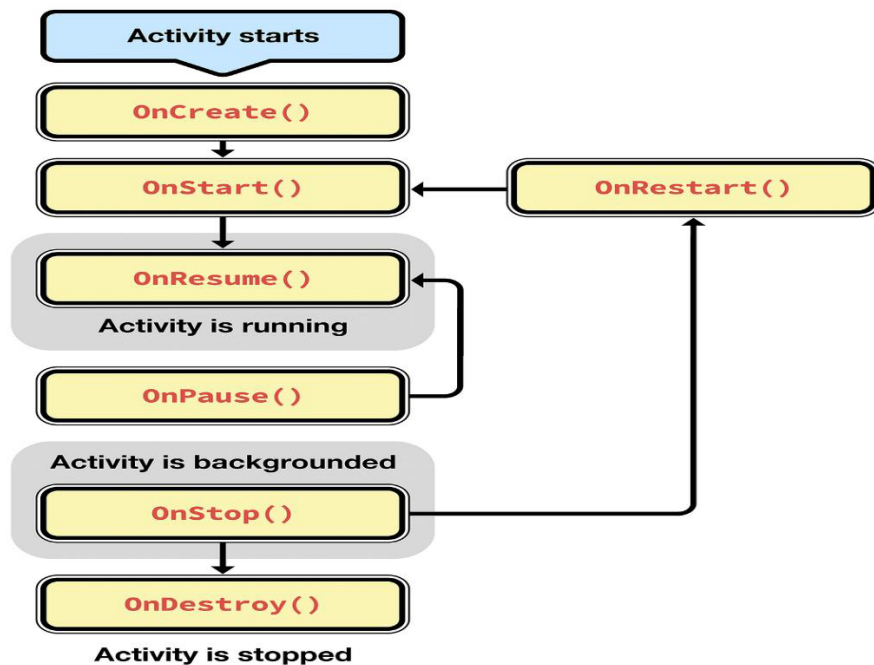 Activity starts
OnCreate()
OnStart()
OnRestart()
OnResume()
Activity is running
OnPause()
Activity is backgrounded
OnStop()
OnDestroy()
Activity is stopped